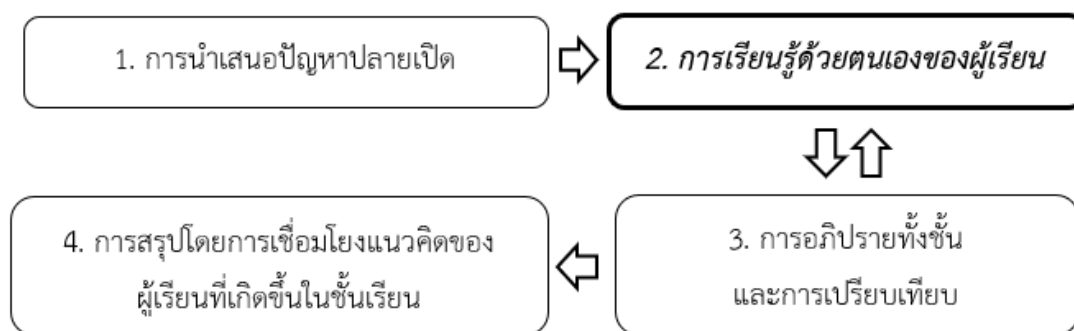 1. การนำเสนอปัญหาปลายเปิด
2. การเรียนรู้ด้วยตนเองของผู้เรียน
3. การอภิปรายทั้งชั้น
และการเปรียบเทียบ
4. การสรุปโดยการเชื่อมโยงแนวคิดของ
ผู้เรียนที่เกิดขึ้นในชั้นเรียน